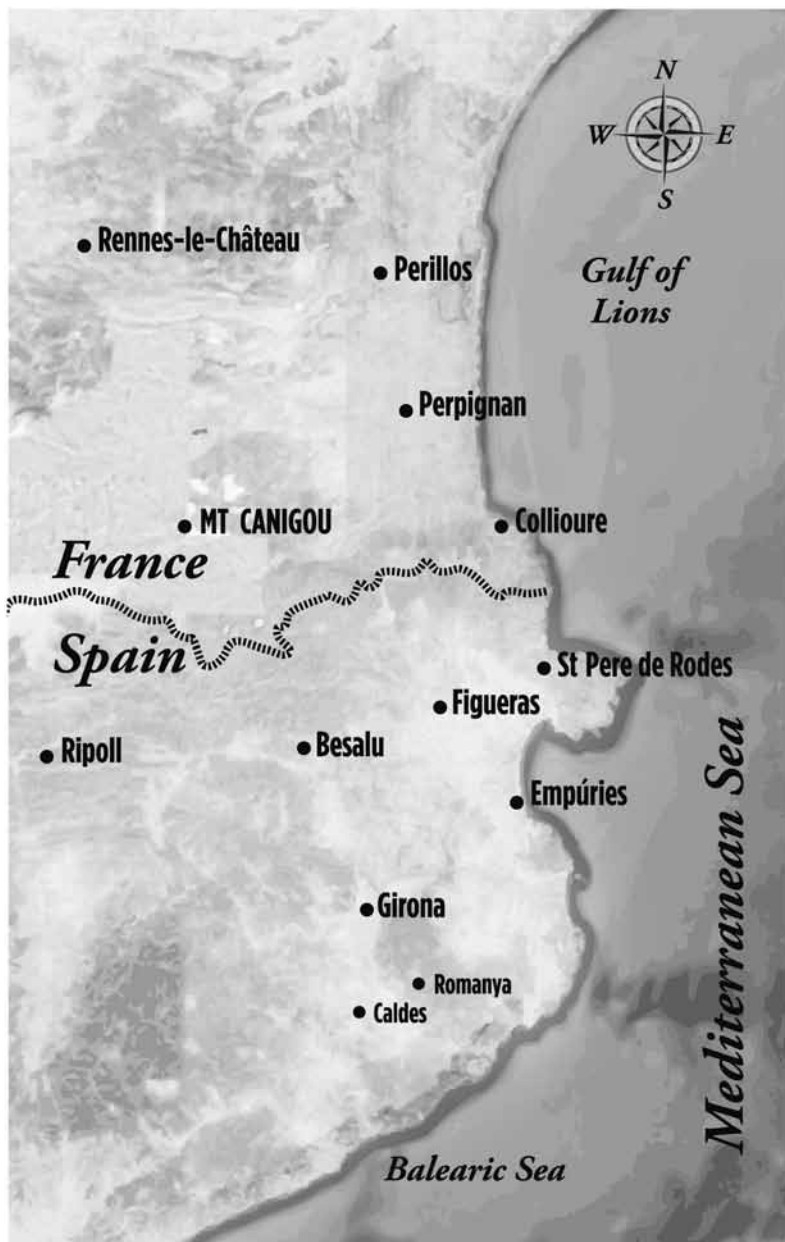 N
W E
S
Rennes-le-Château
Perillos
Gulf of
Lions
Perpignan
MT CANIGOU
Collioure
France
Spain
St Pere de Rodes
Figueras
Besalu
Ripoll
Empúries
Mediterranean Sea
Girona
Romanya
Caldes
Balearic Sea